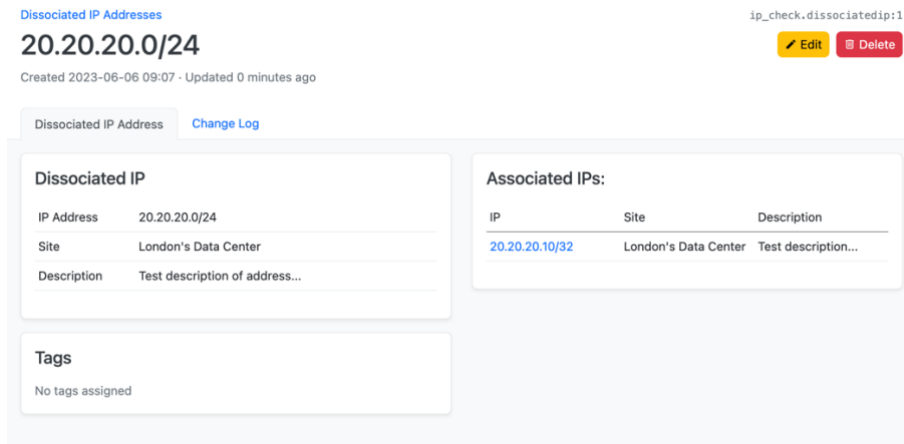 Dissociated IP Addresses
ip_check.dissociatedip:1
20.20.20.0/24
Edit
Delete
Created 2023-06-06 09:07 · Updated 0 minutes ago
Dissociated IP Address
Change Log
Dissociated IP
IP Address 20.20.20.0/24
Site London's Data Center
Description Test description of address...
Associated IPs:
IP Site Description
20.20.20.10/32 London's Data Center Test description...
Tags
No tags assigned